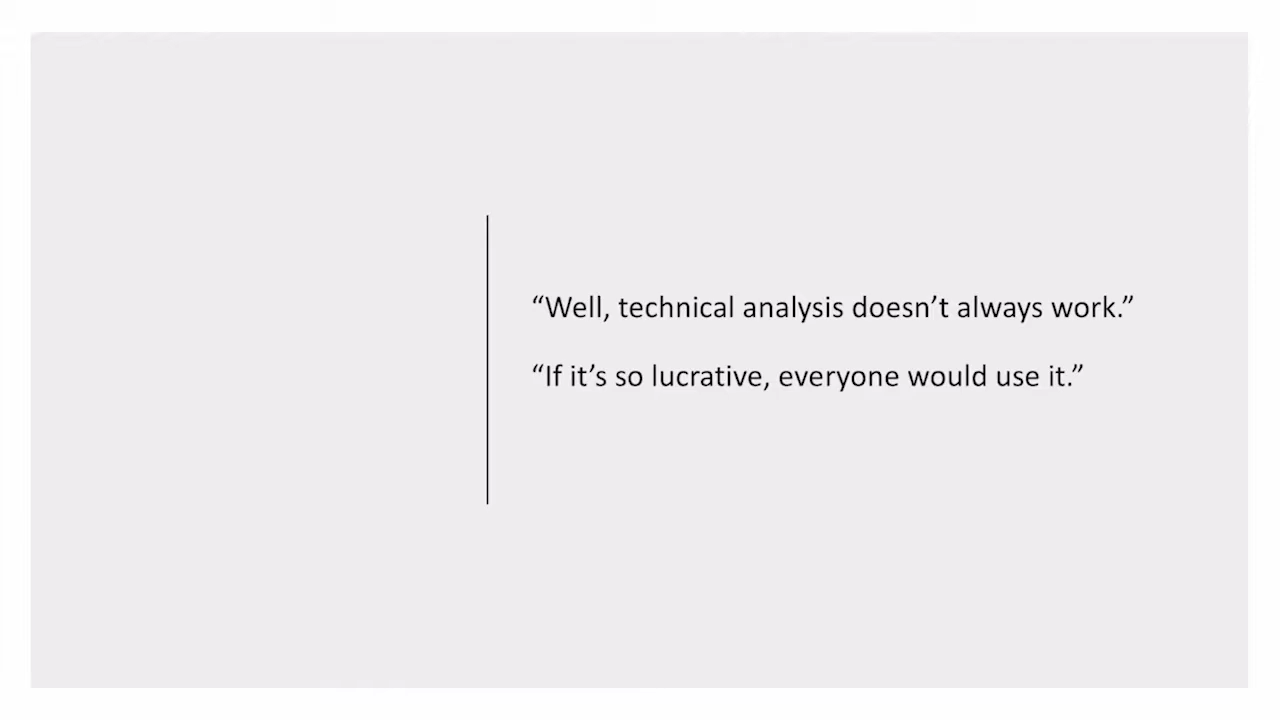 “Well, technical analysis doesn’t always work.”
“If it’s so lucrative, everyone would use it.”